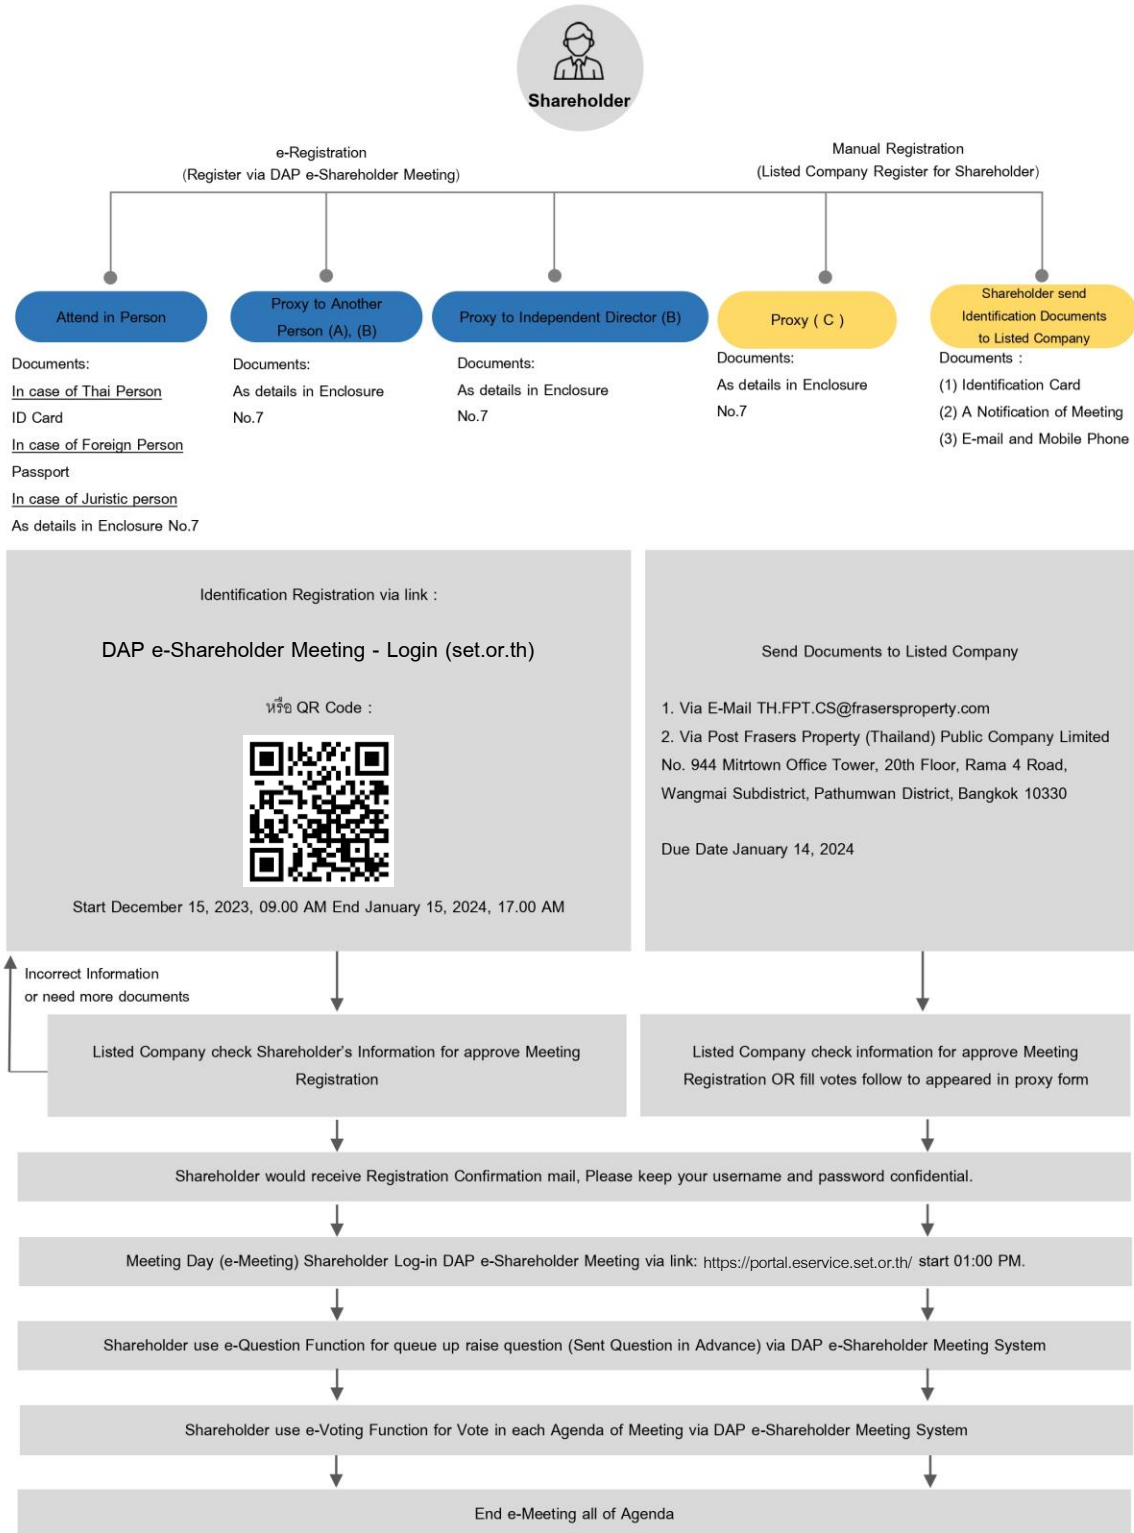 Shareholder
e-Registration
(Register via DAP e-Shareholder Meeting)
Manual Registration
(Listed Company Register for Shareholder)
Attend in Person
Documents:
In case of Thai Person
ID Card
In case of Foreign Person
Passport
In case of Juristic person
As details in Enclosure No.7
Proxy to Another
Person (A), (B)
Documents:
As details in Enclosure
No.7
Proxy to Independent Director (B)
Documents:
As details in Enclosure
No.7
Proxy ( C )
Documents:
As details in Enclosure
No.7
Shareholder send
Identification Documents
to Listed Company
Documents :
(1) Identification Card
(2) A Notification of Meeting
(3) E-mail and Mobile Phone
Identification Registration via link :
DAP e-Shareholder Meeting - Login (set.or.th)
หรือ QR Code :
Start December 15, 2023, 09.00 AM End January 15, 2024, 17.00 AM
Send Documents to Listed Company
1. Via E-Mail TH.FPT.CS@frasersproperty.com
2. Via Post Frasers Property (Thailand) Public Company Limited
No. 944 Mitrtown Office Tower, 20th Floor, Rama 4 Road,
Wangmai Subdistrict, Pathumwan District, Bangkok 10330
Due Date January 14, 2024
Incorrect Information
or need more documents
Listed Company check Shareholder's Information for approve Meeting
Registration
Listed Company check information for approve Meeting
Registration OR fill votes follow to appeared in proxy form
Shareholder would receive Registration Confirmation mail, Please keep your username and password confidential.
Meeting Day (e-Meeting) Shareholder Log-in DAP e-Shareholder Meeting via link: https://portal.eservice.set.or.th/ start 01:00 PM.
Shareholder use e-Question Function for queue up raise question (Sent Question in Advance) via DAP e-Shareholder Meeting System
Shareholder use e-Voting Function for Vote in each Agenda of Meeting via DAP e-Shareholder Meeting System
End e-Meeting all of Agenda